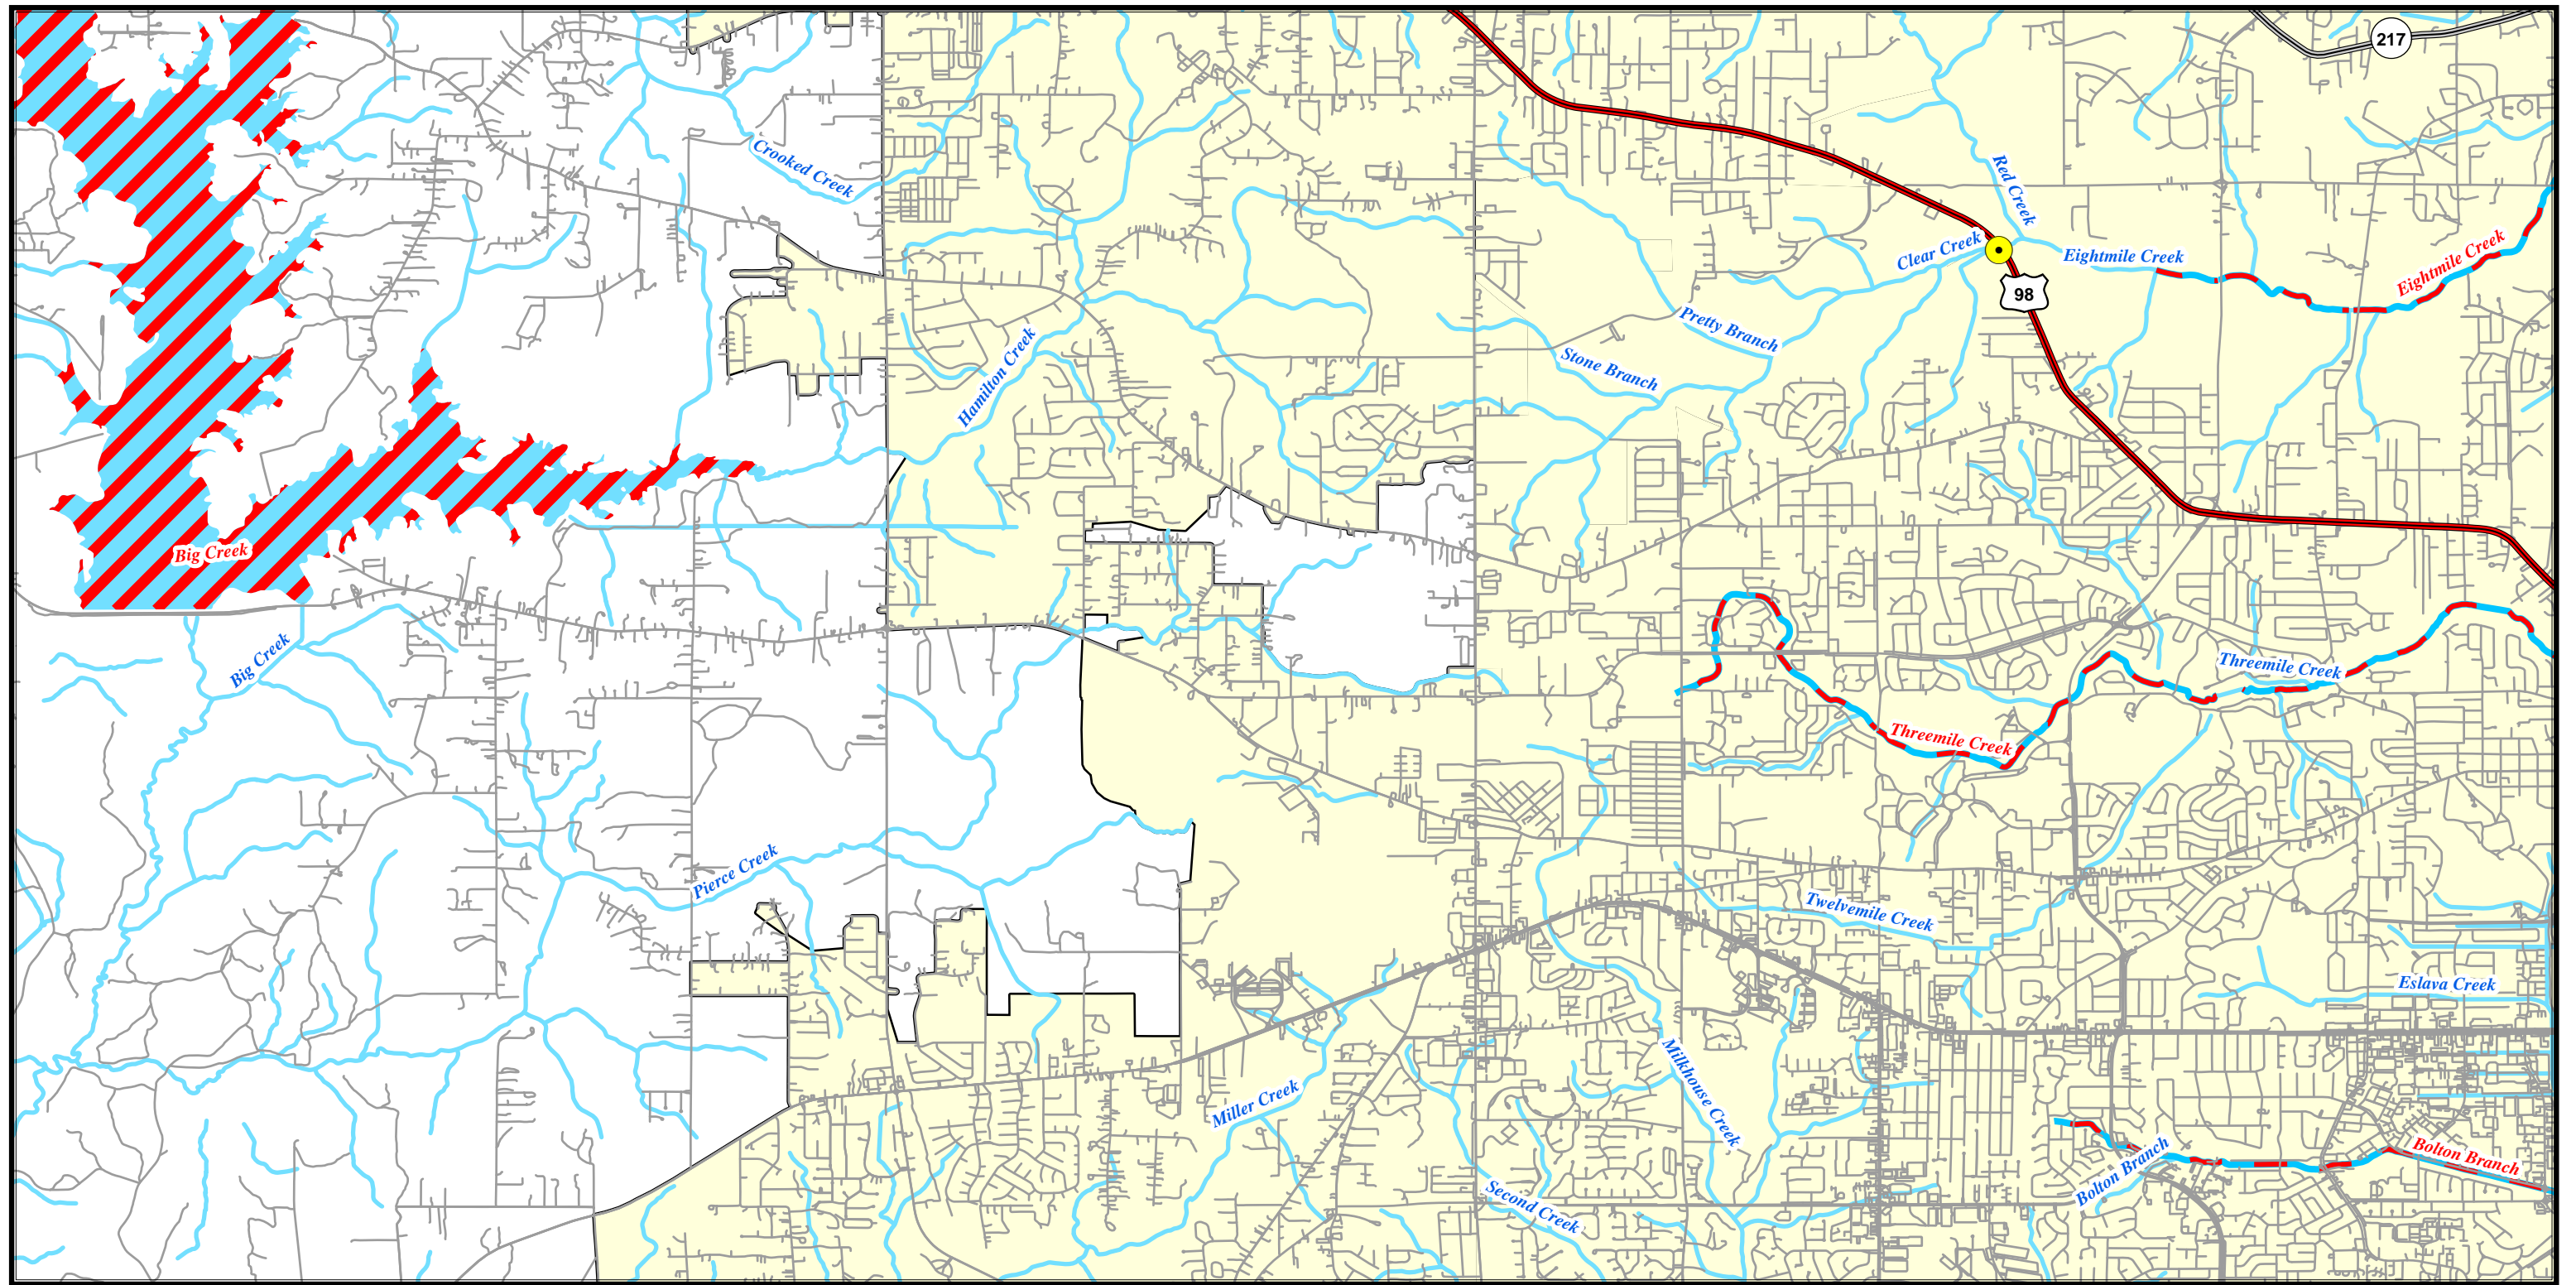 217
Crooked Creek
Red Creek
Clear Creek
Eightmile Creek
Eightmile Creek
98
Pretty Branch
Hamilton Creek
Stone Branch
Big Creek
Big Creek
Threemile Creek
Threemile Creek
Pierce Creek
Twelvemile Creek
Eslava Creek
Milkhouse Creek
Miller Creek
Bolton Branch
Bolton Branch
Second Creek